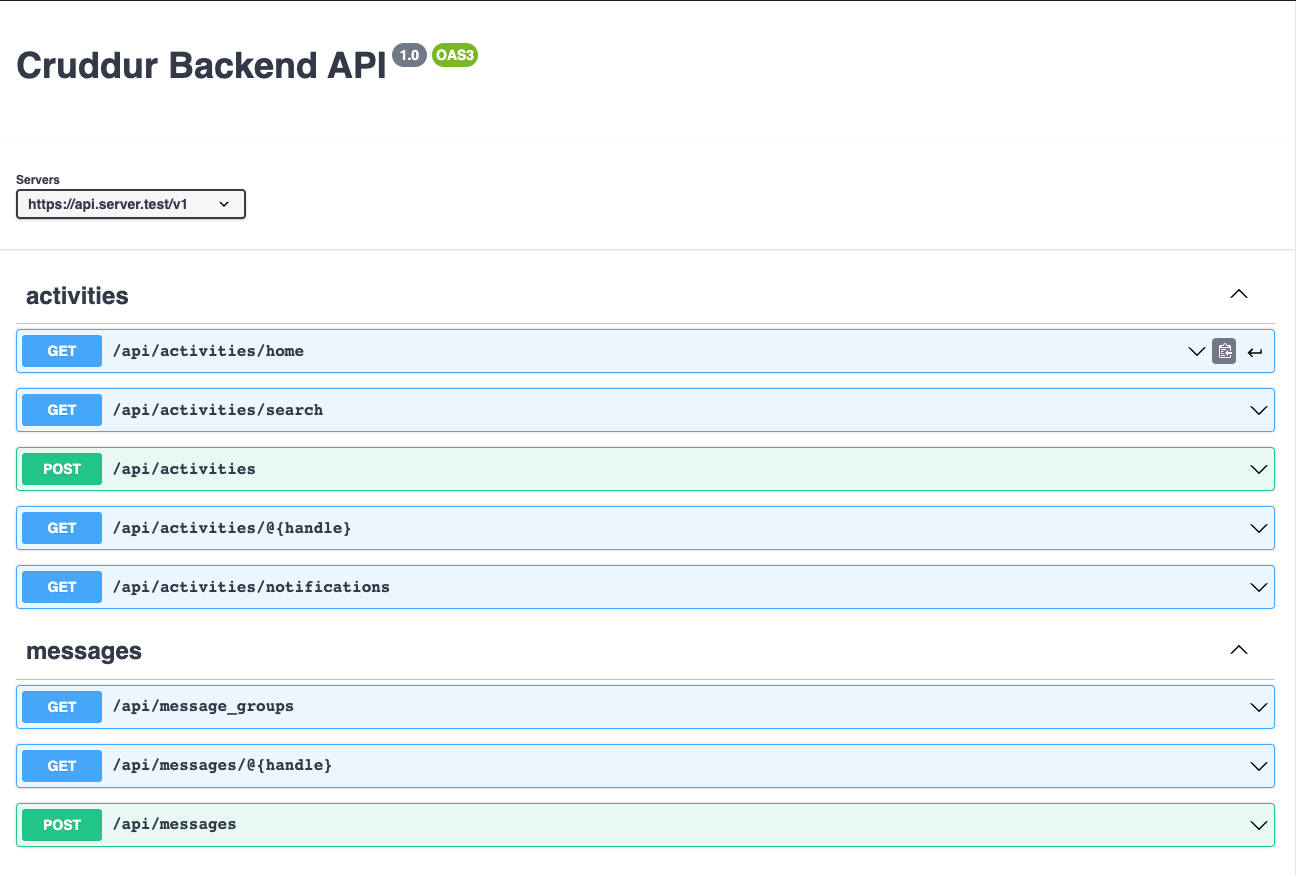 Cruddur Backend API 1.0 OAS3
Servers
https://api.server.test/v1
activities
GET /api/activities/home
GET /api/activities/search
POST /api/activities
GET /api/activities/@{handle}
GET /api/activities/notifications
messages
GET /api/message_groups
GET /api/messages/@{handle}
POST /api/messages